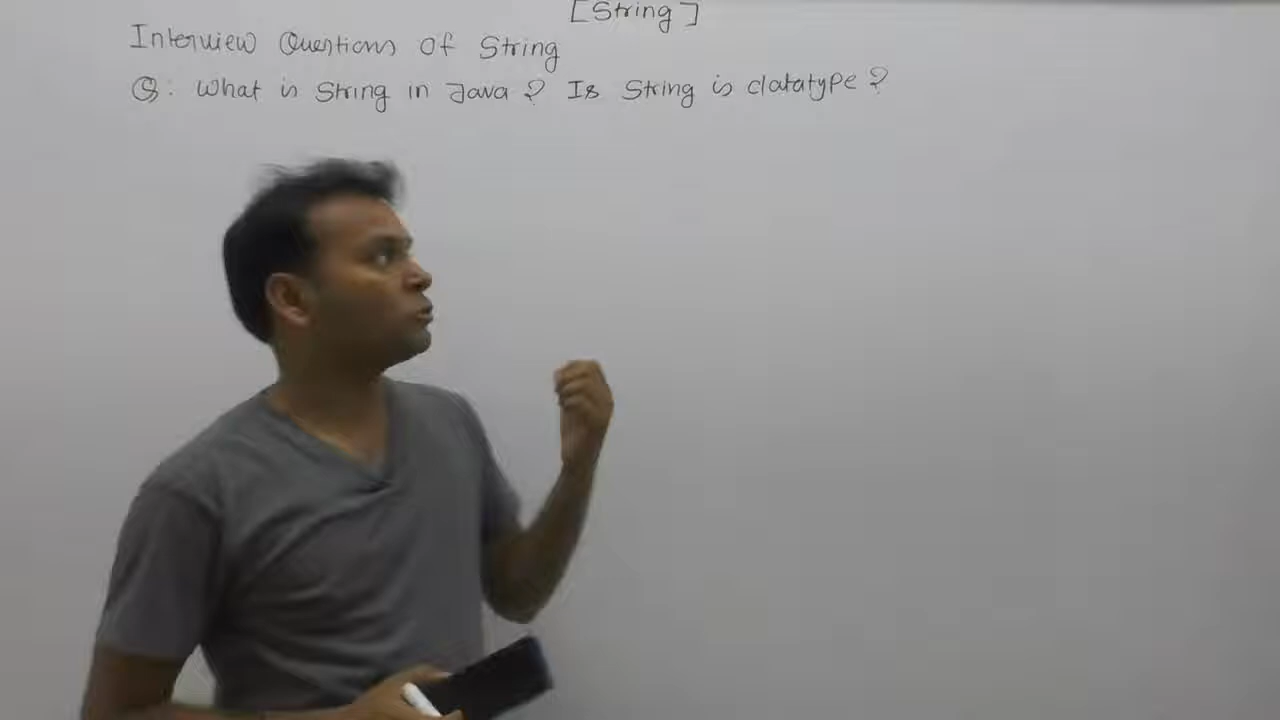 [String]
Interview Questions of String
Q: What is String in Java ? Is String is datatype ?